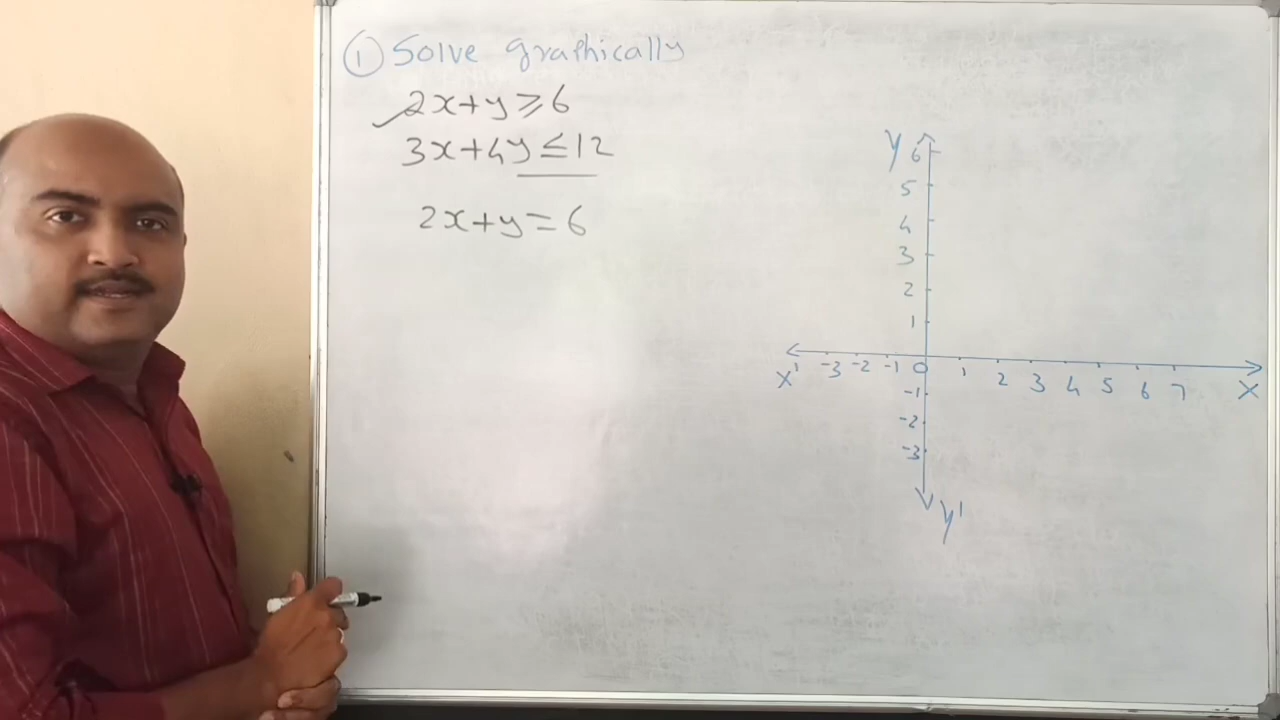 ① Solve graphically
2x+y≥6
3x+4y≤12
2x+y=6
Y 6
5
4
3
2
1
X' -3 -2 -1 0 1 2 3 4 5 6 7 X
-1
-2
-3
Y'